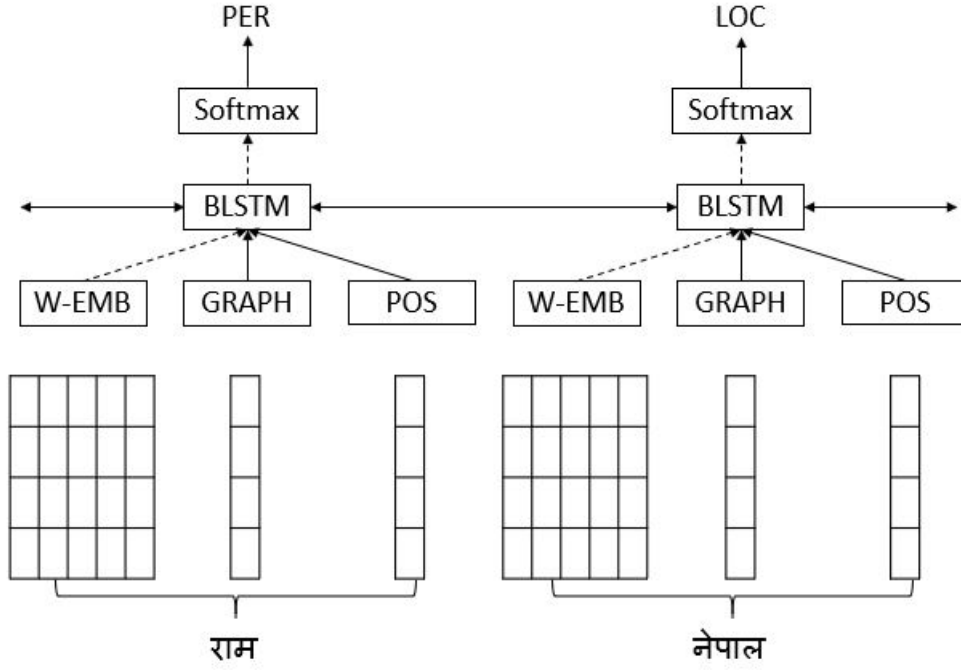 PER LOC
Softmax Softmax
BLSTM BLSTM
W-EMB GRAPH POS W-EMB GRAPH POS
राम नेपाल